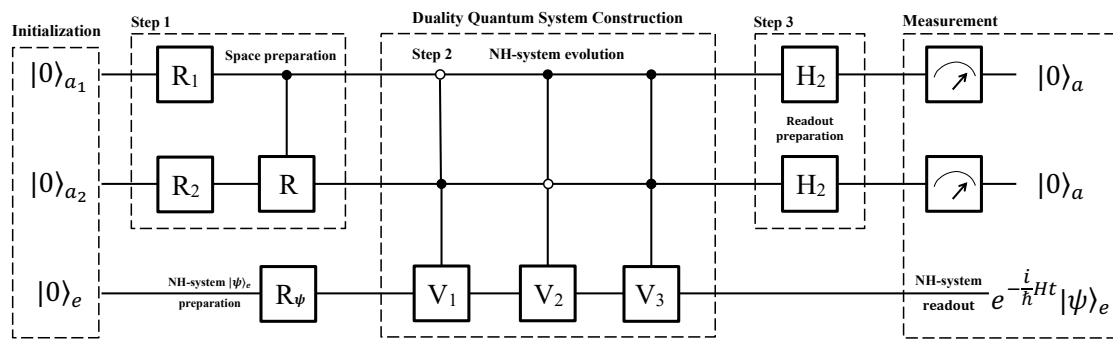 Duality Quantum System Construction
Initialization
Step 1
Step 3
Measurement
Space preparation
Step 2
NH-system evolution
|0⟩a₁
R₁
H₂
|0⟩a
Readout
preparation
|0⟩a₂
R₂
R
H₂
|0⟩a
|0⟩e
NH-system |ψ⟩e
preparation
Rψ
V₁
V₂
V₃
NH-system
readout
e^{-\frac{i}{ħ}Ht}|ψ⟩e